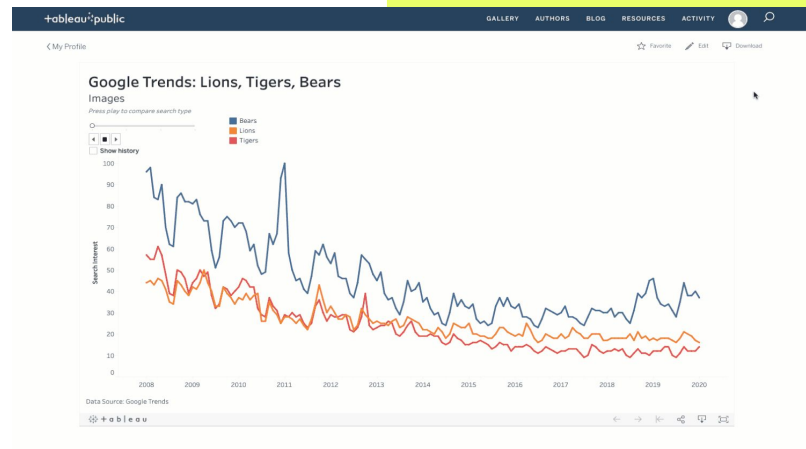 +ableau public
GALLERY AUTHORS BLOG RESOURCES ACTIVITY
My Profile
Favorite Edit Download
Google Trends: Lions, Tigers, Bears
Images
Press play to compare search type
Bears
Lions
Tigers
Show history
Search Interest
100
90
80
70
60
50
40
30
20
10
0
2008 2009 2010 2011 2012 2013 2014 2015 2016 2017 2018 2019 2020
Data Source: Google Trends
+ableau